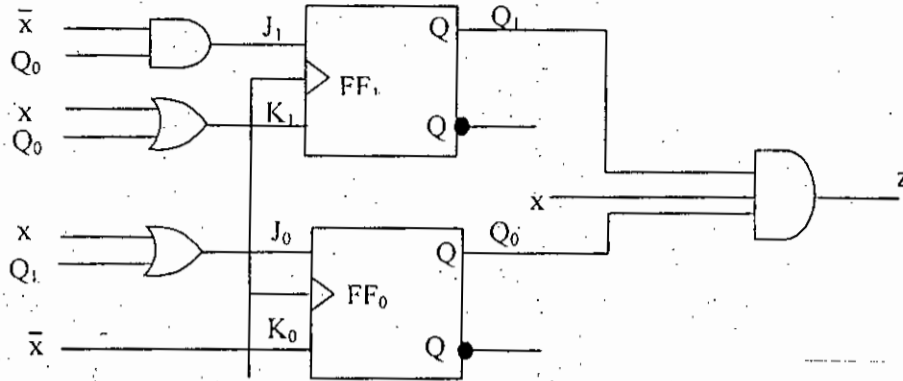 x̄
Q₀
J₁
Q
Q₁
FF₁
x
Q₀
K₁
Q
x
z
x
Q₁
J₀
Q
Q₀
FF₀
x̄
K₀
Q